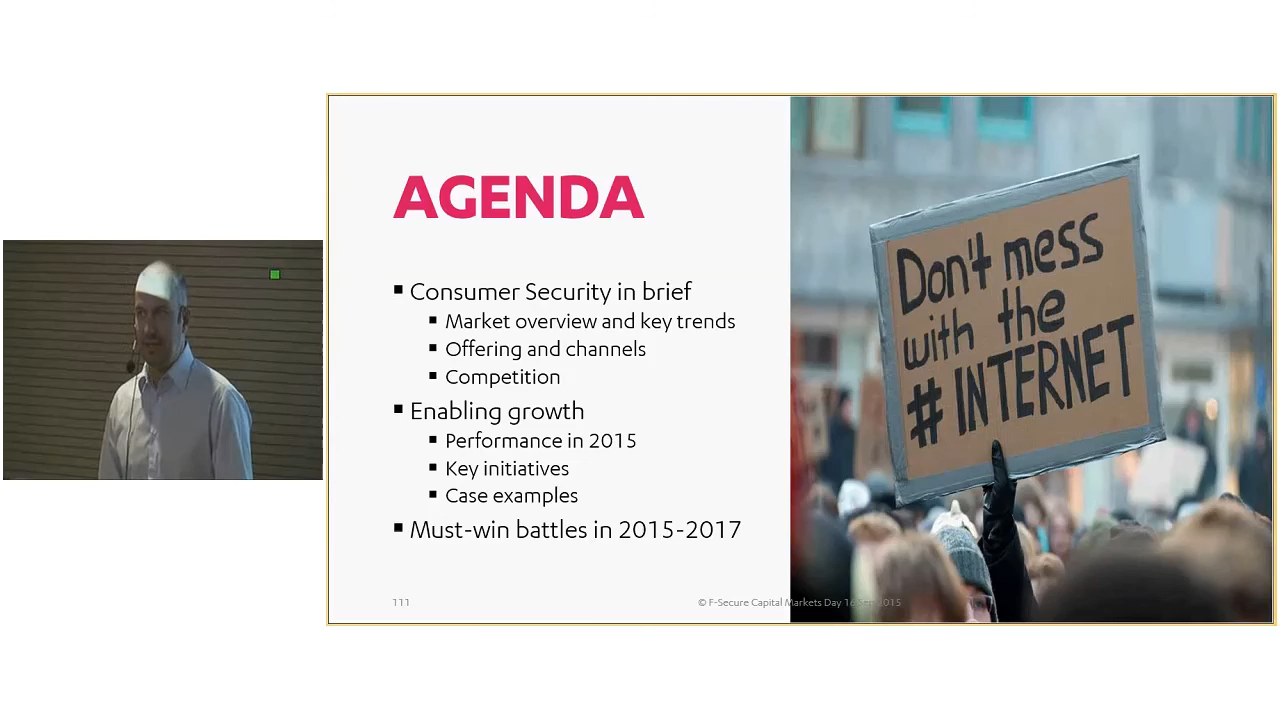 AGENDA
▪ Consumer Security in brief
▪ Market overview and key trends
▪ Offering and channels
▪ Competition
▪ Enabling growth
▪ Performance in 2015
▪ Key initiatives
▪ Case examples
▪ Must-win battles in 2015-2017
111
© F-Secure Capital Markets Day 16 Sep 2015
Don't mess
with the
# INTERNET